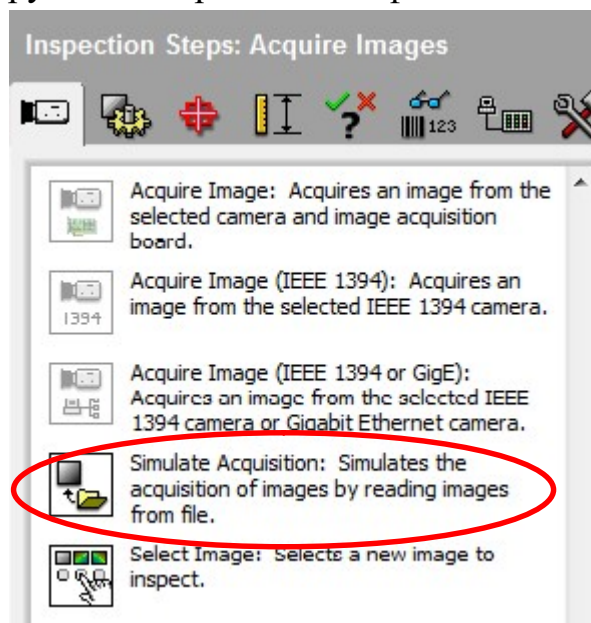 Inspection Steps: Acquire Images
123
Acquire Image: Acquires an image from the
selected camera and image acquisition
board.
Acquire Image (IEEE 1394): Acquires an
image from the selected IEEE 1394 camera.
1394
Acquire Image (IEEE 1394 or GigE):
Acquires an image from the selected IEEE
1394 camera or Gigabit Ethernet camera.
Simulate Acquisition: Simulates the
acquisition of images by reading images
from file.
Select Image: Selects a new image to
inspect.